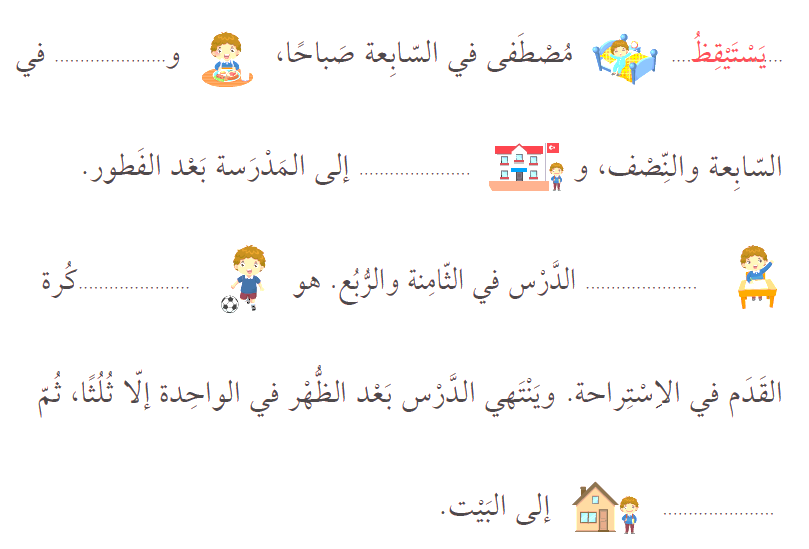 ....يَسْتَيْقِظُ.... مُصْطَفى في السّابِعة صَباحًا، و...................... في
السّابِعة والنِّصْف، و ...................... إلى المَدْرَسة بَعْد الفَطور.
...................... الدَّرْس في الثّامِنة والرُّبُع. هو ......................كُرة
القَدَم في الاِسْتِراحة. ويَنْتَهي الدَّرْس بَعْد الظُّهْر في الواحِدة إلّا ثُلُثًا، ثُمّ
...................... إلى البَيْت.